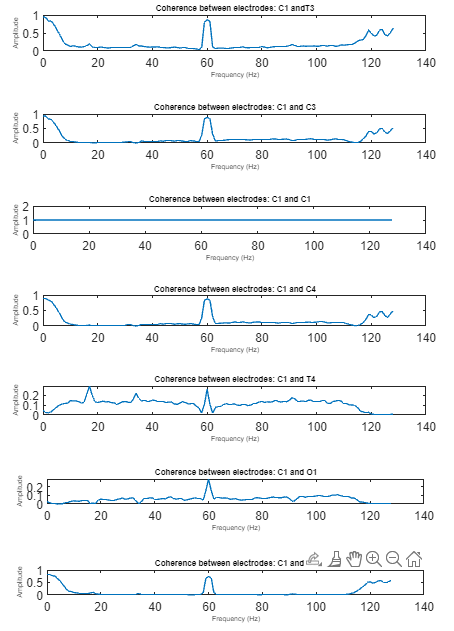 Coherence between electrodes: C1 andT3
Amplitude
1
0.5
0
0 20 40 60 80 100 120 140
Frequency (Hz)
Coherence between electrodes: C1 and C3
Amplitude
1
0.5
0
0 20 40 60 80 100 120 140
Frequency (Hz)
Coherence between electrodes: C1 and C1
Amplitude
2
1
0
0 20 40 60 80 100 120 140
Frequency (Hz)
Coherence between electrodes: C1 and C4
Amplitude
1
0.5
0
0 20 40 60 80 100 120 140
Frequency (Hz)
Coherence between electrodes: C1 and T4
Amplitude
0.2
0.1
0
0 20 40 60 80 100 120 140
Frequency (Hz)
Coherence between electrodes: C1 and O1
Amplitude
0.2
0.1
0
0 20 40 60 80 100 120 140
Frequency (Hz)
Coherence between electrodes: C1 and
Amplitude
1
0.5
0
0 20 40 60 80 100 120 140
Frequency (Hz)